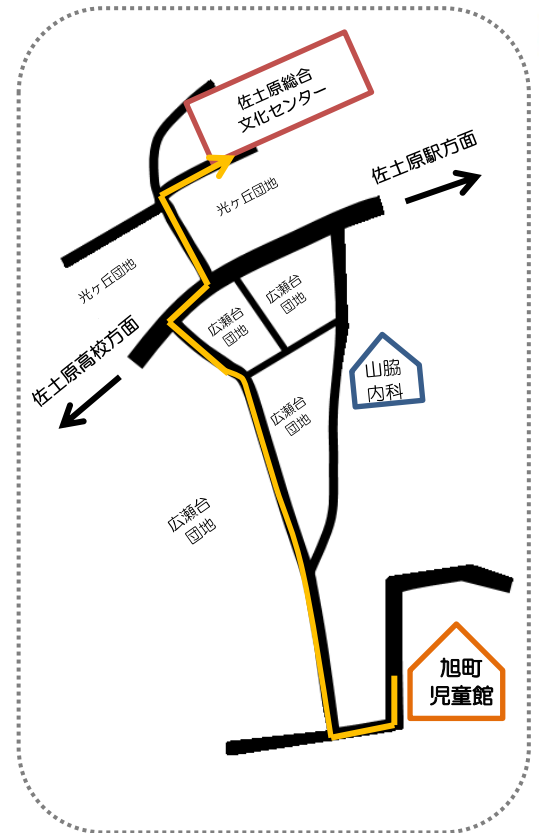 佐土原総合
文化センター
佐土原駅方面
光ヶ丘団地
光ヶ丘団地
広瀬台
団地
広瀬台
団地
佐土原高校方面
山脇
内科
広瀬台
団地
広瀬台
団地
旭町
児童館